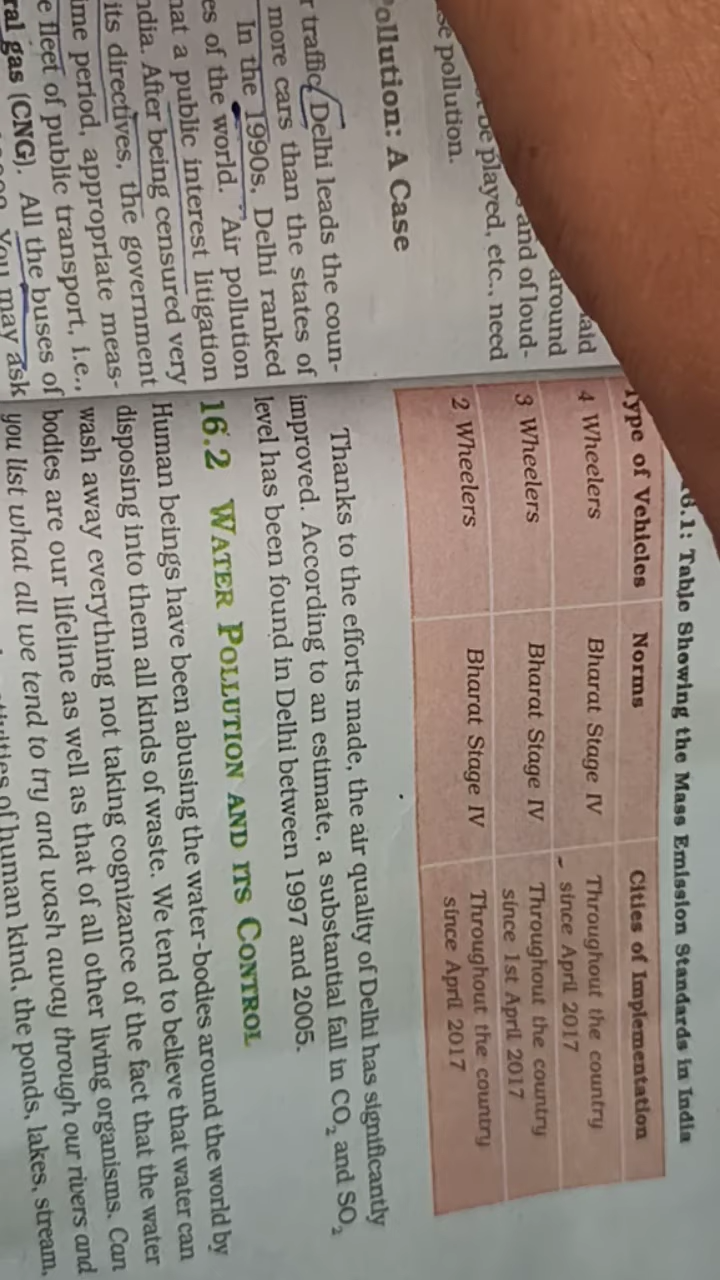 se pollution.
be played, etc., need
and of loud-
around
laid
Pollution: A Case
traffic, Delhi leads the coun-
more cars than the states of
In the 1990s, Delhi ranked
es of the world. Air pollution
hat a public interest litigation
ndia. After being censured very
its directives, the government
ime period, appropriate meas-
e fleet of public transport, i.e.,
ral gas (CNG). All the buses of
You may ask
6.1: Table Showing the Mass Emission Standards in India
Type of Vehicles Norms Cities of Implementation
4 Wheelers Bharat Stage IV Throughout the country
since April 2017
3 Wheelers Bharat Stage IV Throughout the country
since 1st April 2017
2 Wheelers Bharat Stage IV Throughout the country
since April 2017
Thanks to the efforts made, the air quality of Delhi has significantly
improved. According to an estimate, a substantial fall in CO₂ and SO₂
level has been found in Delhi between 1997 and 2005.
16.2 WATER POLLUTION AND ITS CONTROL
Human beings have been abusing the water-bodies around the world by
disposing into them all kinds of waste. We tend to believe that water can
wash away everything not taking cognizance of the fact that the water
bodies are our lifeline as well as that of all other living organisms. Can
you list what all we tend to try and wash away through our rivers and
of human kind, the ponds, lakes, stream,